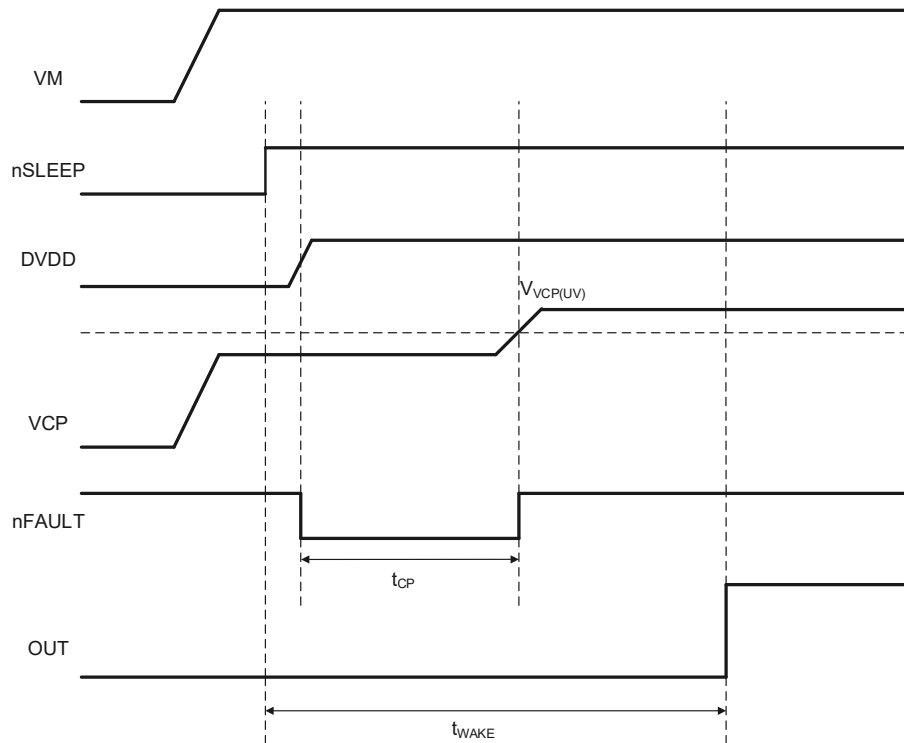 VM
nSLEEP
DVDD
VVCP(UV)
VCP
nFAULT
tCP
OUT
tWAKE